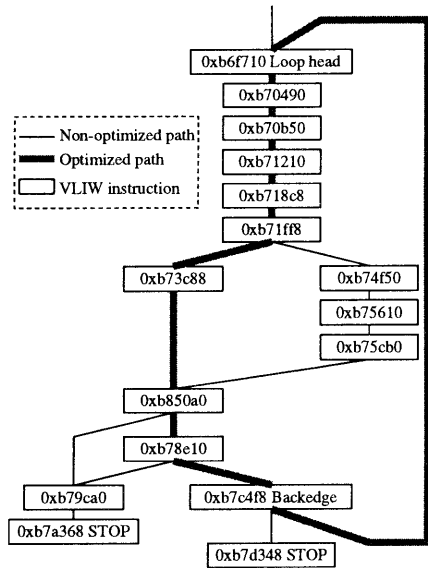 0xb6f710 Loop head
0xb70490
0xb70b50
0xb71210
0xb718c8
0xb71ff8
Non-optimized path
Optimized path
VLIW instruction
0xb73c88
0xb74f50
0xb75610
0xb75cb0
0xb850a0
0xb78e10
0xb79ca0
0xb7c4f8 Backedge
0xb7a368 STOP
0xb7d348 STOP